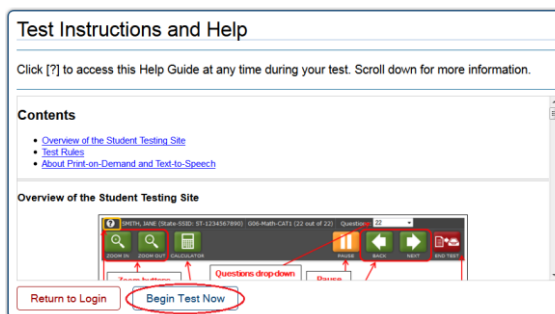 Test Instructions and Help
Click [?] to access this Help Guide at any time during your test. Scroll down for more information.
Contents
Overview of the Student Testing Site
Test Rules
About Print-on-Demand and Text-to-Speech
Overview of the Student Testing Site
? SMITH, JANE (State-SSID: ST-1234567890) 006-Math-CAT1 (22 out of 22) Questions: 22
ZOOM IN ZOOM OUT CALCULATOR PAUSE BACK NEXT END TEST
Zoom buttons Questions drop-down Pause
Return to Login Begin Test Now